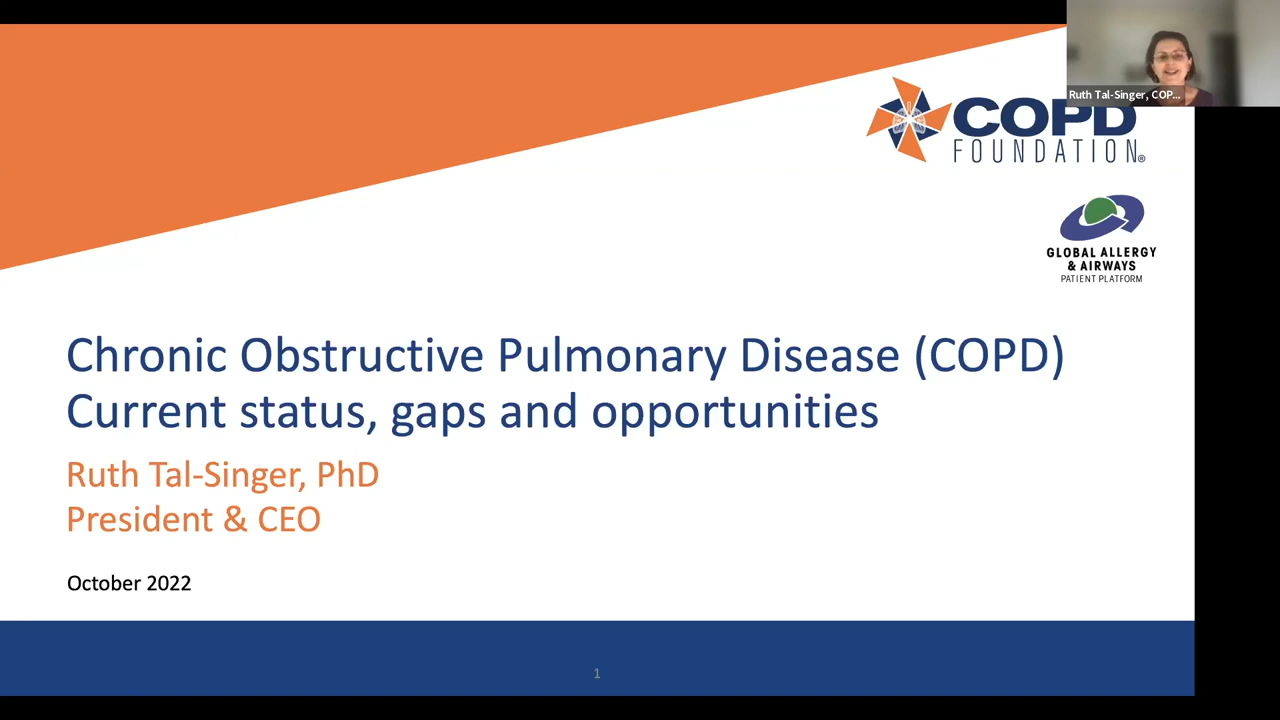 Ruth Tal-Singer, COP...
COPD
FOUNDATION®
GLOBAL ALLERGY
& AIRWAYS
PATIENT PLATFORM
Chronic Obstructive Pulmonary Disease (COPD)
Current status, gaps and opportunities
Ruth Tal-Singer, PhD
President & CEO
October 2022
1